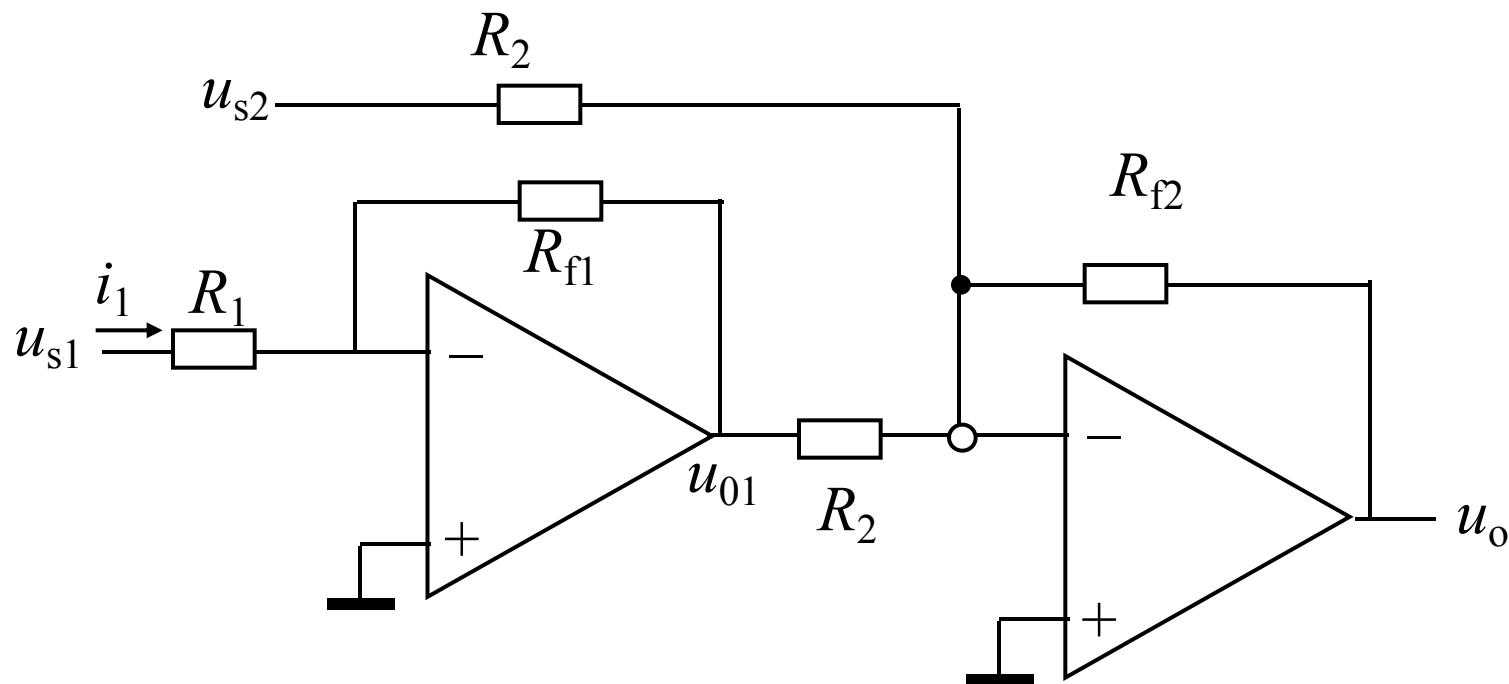 R2
us2
Rf2
Rf1
i1
R1
us1
−
−
u01
R2
uo
+
+